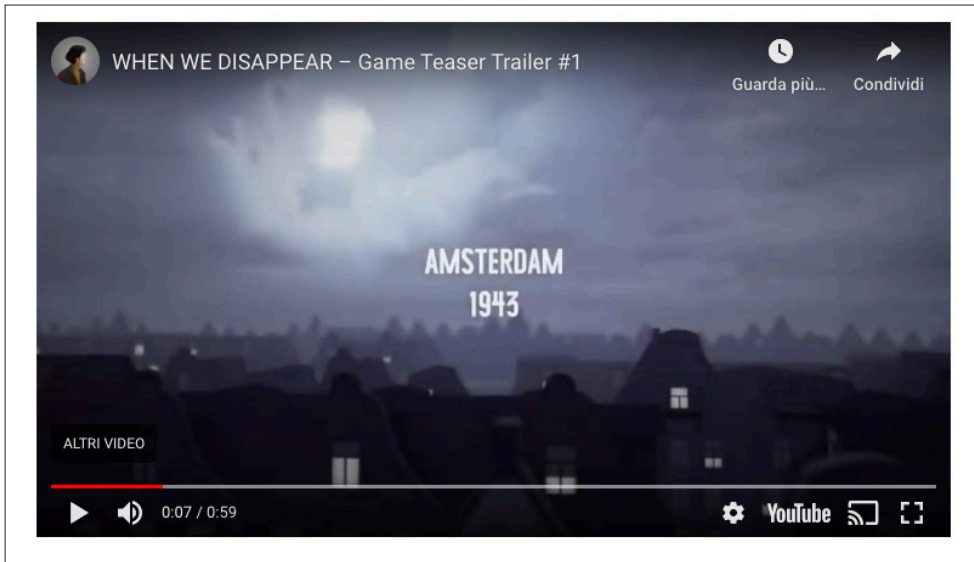 WHEN WE DISAPPEAR – Game Teaser Trailer #1
Guarda più...
Condividi
AMSTERDAM
1943
ALTRI VIDEO
0:07 / 0:59
YouTube